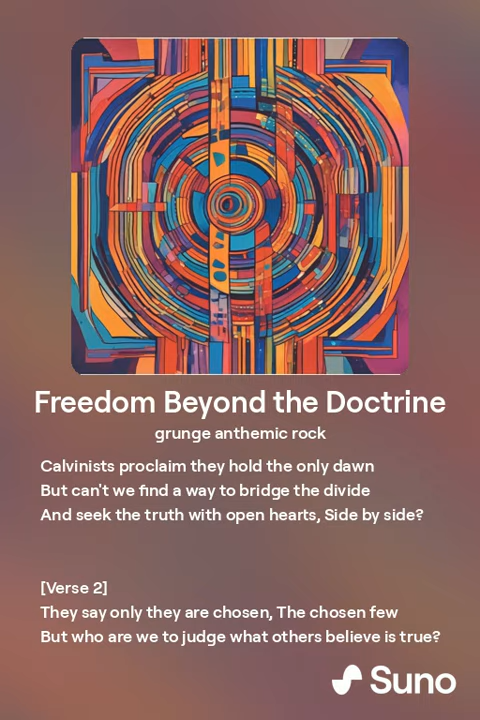 Freedom Beyond the Doctrine
grunge anthemic rock
Calvinists proclaim they hold the only dawn
But can't we find a way to bridge the divide
And seek the truth with open hearts, Side by side?
[Verse 2]
They say only they are chosen, The chosen few
But who are we to judge what others believe is true?
Suno